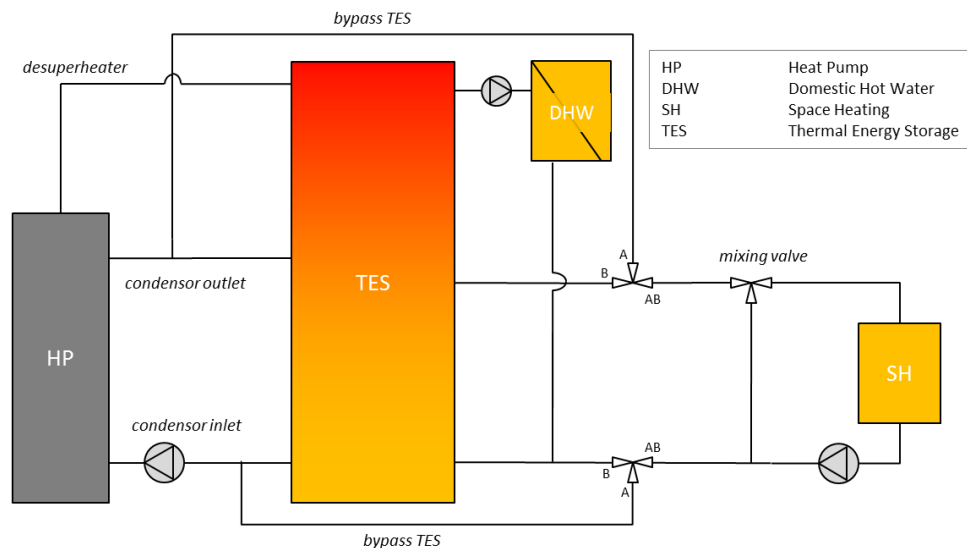 bypass TES
desuperheater
HP Heat Pump
DHW Domestic Hot Water
SH Space Heating
TES Thermal Energy Storage
DHW
A
mixing valve
B
TES
condensor outlet
AB
HP
SH
condensor inlet
AB
B
A
bypass TES